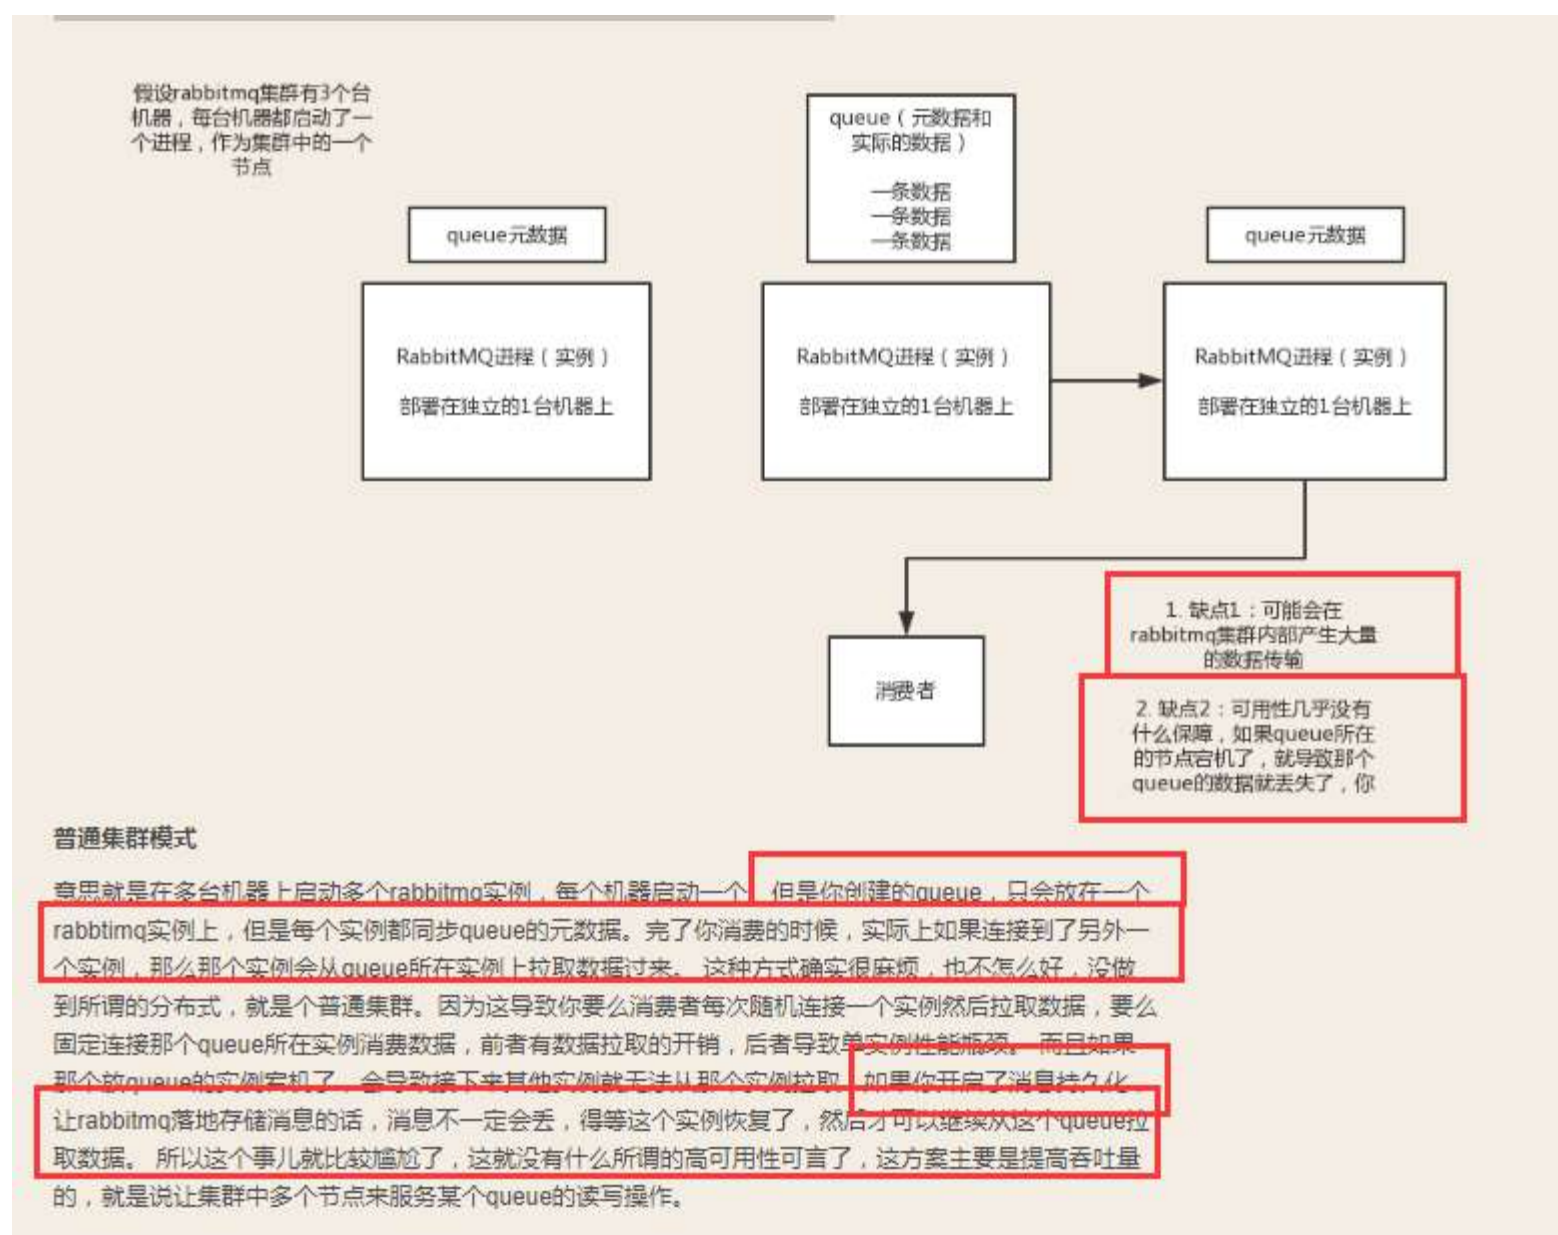 假设rabbitmq集群有3个台
机器，每台机器都启动了一
个进程，作为集群中的一个
节点
queue（元数据和
实际的数据）
一条数据
一条数据
一条数据
queue元数据
queue元数据
RabbitMQ进程（实例）
部署在独立的1台机器上
RabbitMQ进程（实例）
部署在独立的1台机器上
RabbitMQ进程（实例）
部署在独立的1台机器上
消费者
1. 缺点1：可能会在
rabbitmq集群内部产生大量
的数据传输
2. 缺点2：可用性几乎没有
什么保障，如果queue所在
的节点宕机了，就导致那个
queue的数据就丢失了，你
普通集群模式
意思就是在多台机器上启动多个rabbitmq实例，每个机器启动一个 但是你创建的queue，只会放在一个
rabbtimq实例上，但是每个实例都同步queue的元数据。完了你消费的时候，实际上如果连接到了另外一
个实例，那么那个实例会从queue所在实例上拉取数据过来。 这种方式确实很麻烦，也不怎么好，没做
到所谓的分布式，就是个普通集群。因为这导致你要么消费者每次随机连接一个实例然后拉取数据，要么
固定连接那个queue所在实例消费数据，前者有数据拉取的开销，后者导致单实例性能瓶颈。 而且如果
那个放queue的实例宕机了，会导致接下来其他实例就无法从那个实例拉取 如果你开启了消息持久化，
让rabbitmq落地存储消息的话，消息不一定会丢，得等这个实例恢复了，然后才可以继续从这个queue拉
取数据。 所以这个事儿就比较尴尬了，这就没有什么所谓的高可用性可言了，这方案主要是提高吞吐量
的，就是说让集群中多个节点来服务某个queue的读写操作。